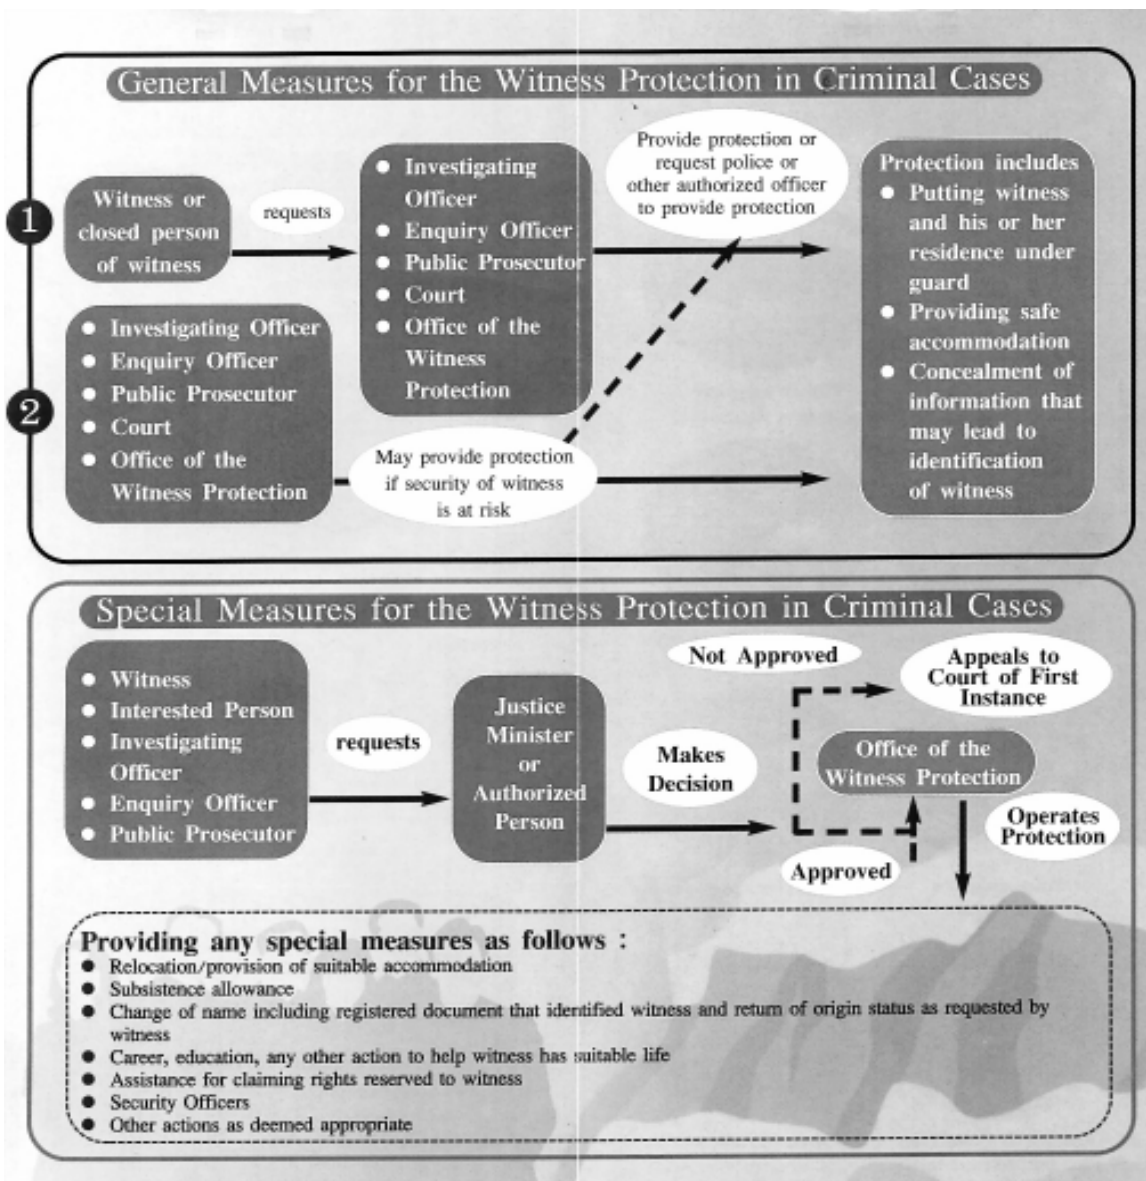 General Measures for the Witness Protection in Criminal Cases
1
Witness or
closed person
of witness
requests
Investigating
Officer
Enquiry Officer
Public Prosecutor
Court
Office of the
Witness
Protection
Provide protection or
request police or
other authorized officer
to provide protection
Protection includes
Putting witness
and his or her
residence under
guard
Providing safe
accommodation
Concealment of
information that
may lead to
identification
of witness
2
Investigating Officer
Enquiry Officer
Public Prosecutor
Court
Office of the
Witness Protection
May provide protection
if security of witness
is at risk
Special Measures for the Witness Protection in Criminal Cases
Witness
Interested Person
Investigating
Officer
Enquiry Officer
Public Prosecutor
requests
Justice
Minister
or
Authorized
Person
Makes
Decision
Not Approved
Appeals to
Court of First
Instance
Approved
Office of the
Witness Protection
Operates
Protection
Providing any special measures as follows :
Relocation/provision of suitable accommodation
Subsistence allowance
Change of name including registered document that identified witness and return of origin status as requested by
witness
Career, education, any other action to help witness has suitable life
Assistance for claiming rights reserved to witness
Security Officers
Other actions as deemed appropriate